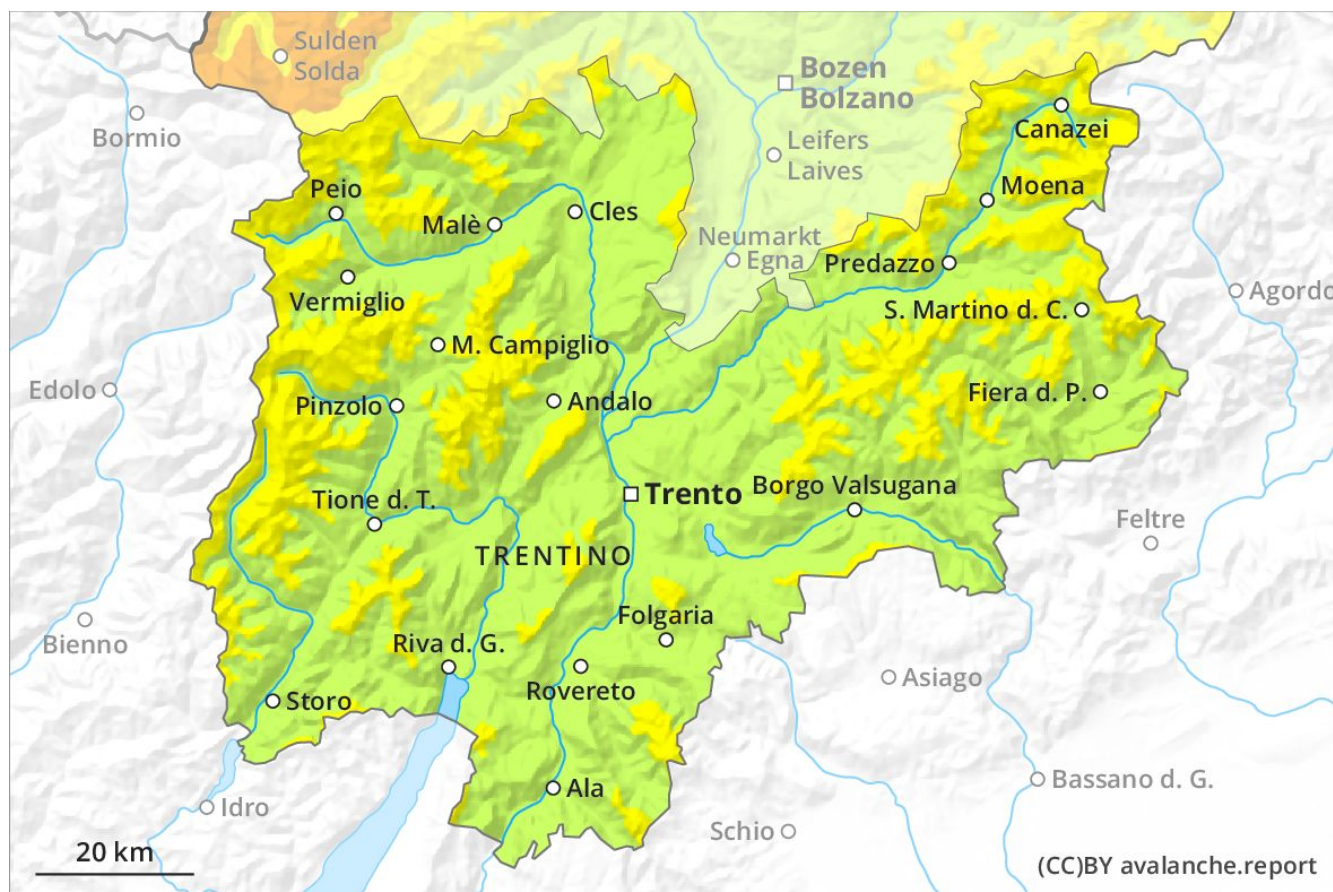 Sulden
Solda
Bozen
Bolzano
Bormio
Canazei
Leifers
Laives
Peio
Moena
Malè
Cles
Neumarkt
Egna
Predazzo
Vermiglio
Agordo
S. Martino d. C.
M. Campiglio
Edolo
Fiera d. P.
Pinzolo
Andalo
Trento
Borgo Valsugana
Tione d. T.
Feltre
TRENTINO
Bienno
Folgaria
Riva d. G.
Asiago
Rovereto
Storo
Bassano d. G.
Ala
Idro
Schio
20 km
(CC)BY avalanche.report